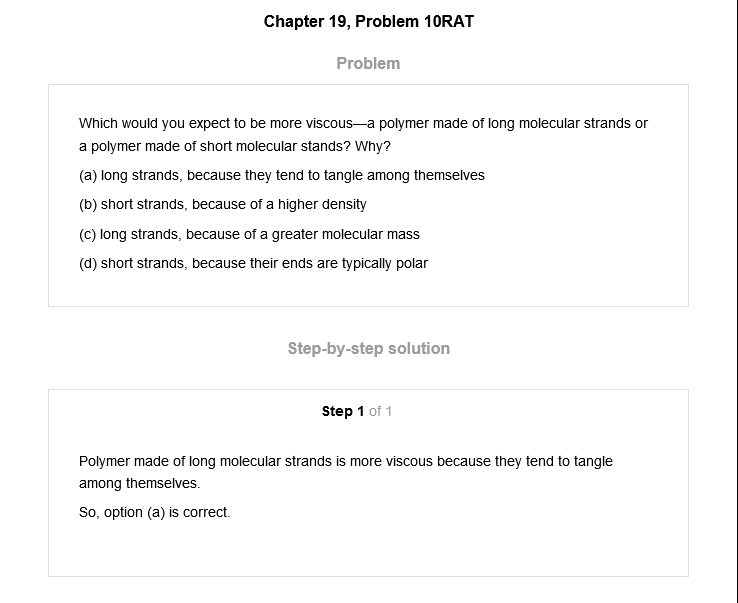 Chapter 19, Problem 10RAT
Problem
Which would you expect to be more viscous—a polymer made of long molecular strands or
a polymer made of short molecular stands? Why?
(a) long strands, because they tend to tangle among themselves
(b) short strands, because of a higher density
(c) long strands, because of a greater molecular mass
(d) short strands, because their ends are typically polar
Step-by-step solution
Step 1 of 1
Polymer made of long molecular strands is more viscous because they tend to tangle
among themselves.
So, option (a) is correct.